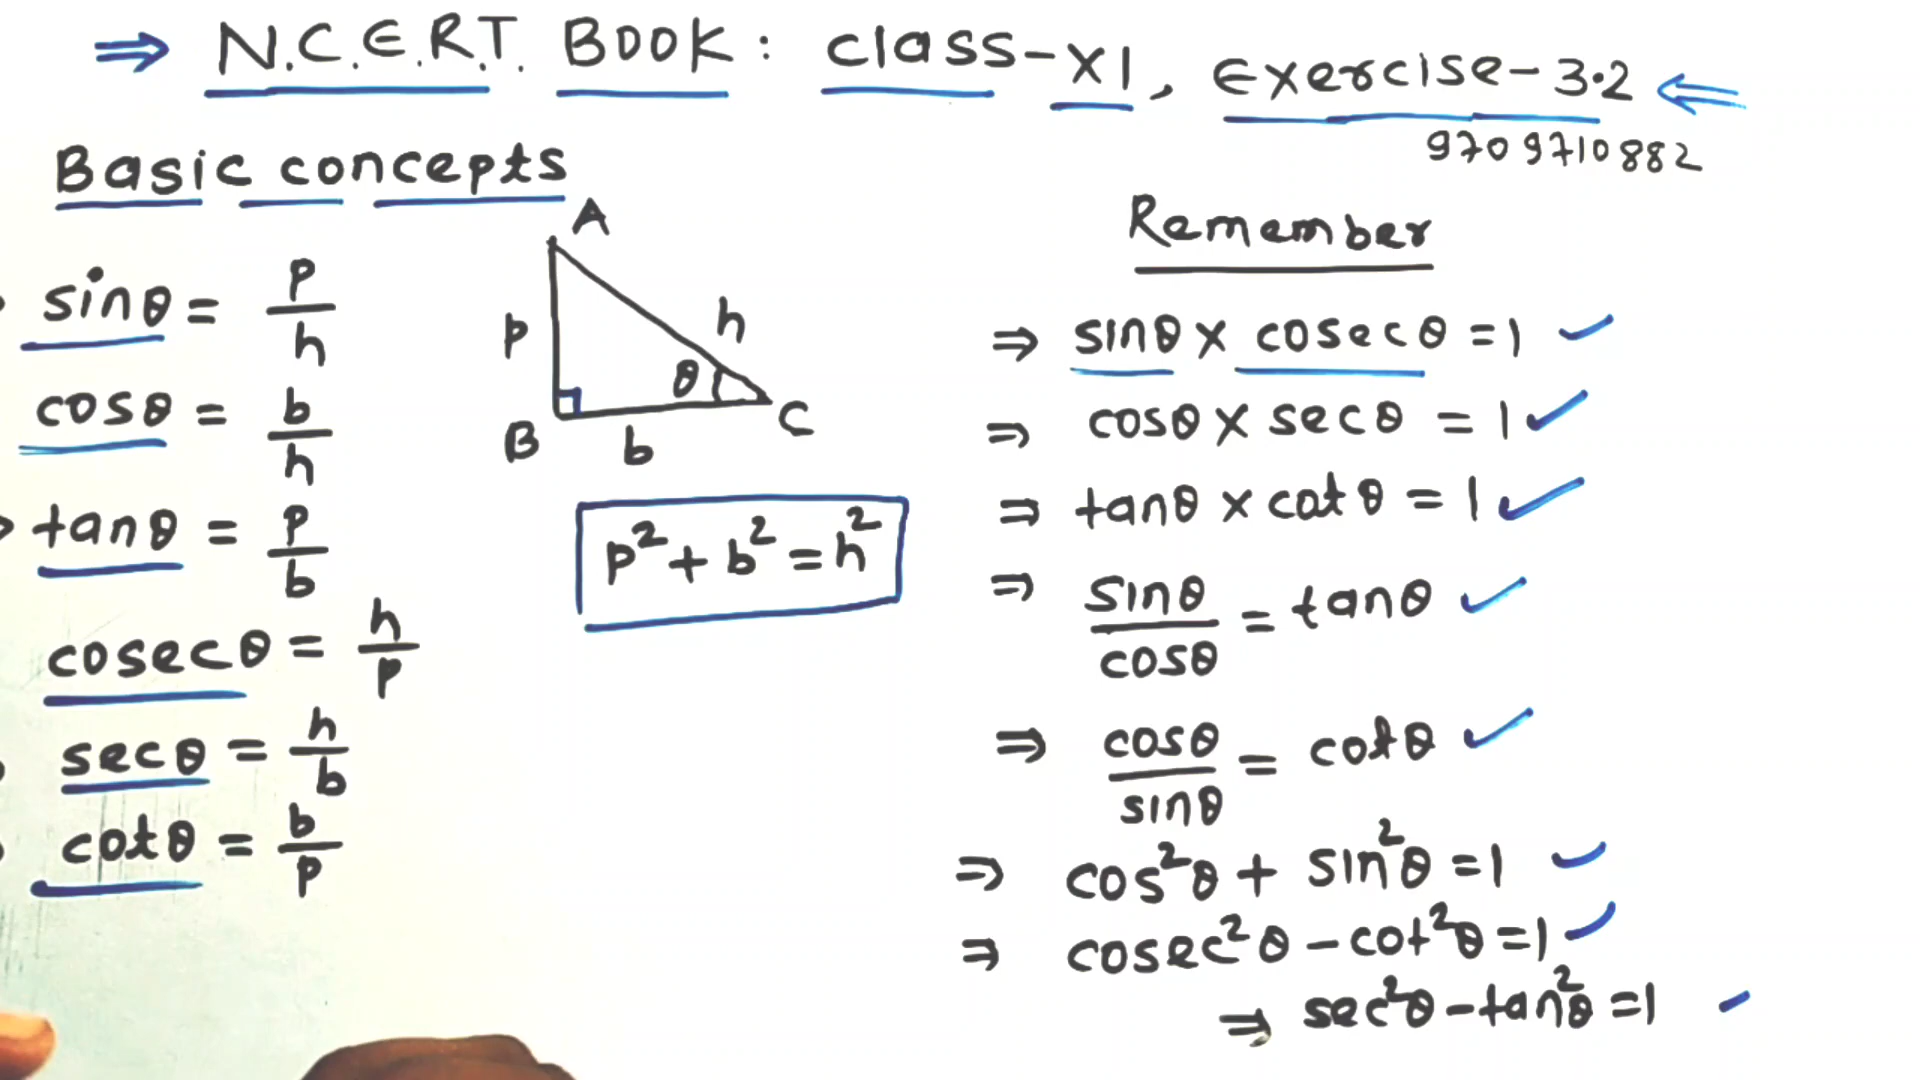 ⇒ N.C.E.R.T. BOOK: class-XI, Exercise-3.2 ⇐
9709710882
Basic concepts
sinθ = p/h
cosθ = b/h
tanθ = p/b
cosecθ = h/p
secθ = h/b
cotθ = b/p
A
p
h
θ
B
b
C
p² + b² = h²
Remember
⇒ sinθ × cosecθ = 1 ✓
⇒ cosθ × secθ = 1 ✓
⇒ tanθ × cotθ = 1 ✓
⇒ sinθ/cosθ = tanθ ✓
⇒ cosθ/sinθ = cotθ ✓
⇒ cos²θ + sin²θ = 1 ✓
⇒ cosec²θ - cot²θ = 1 ✓
⇒ sec²θ - tan²θ = 1